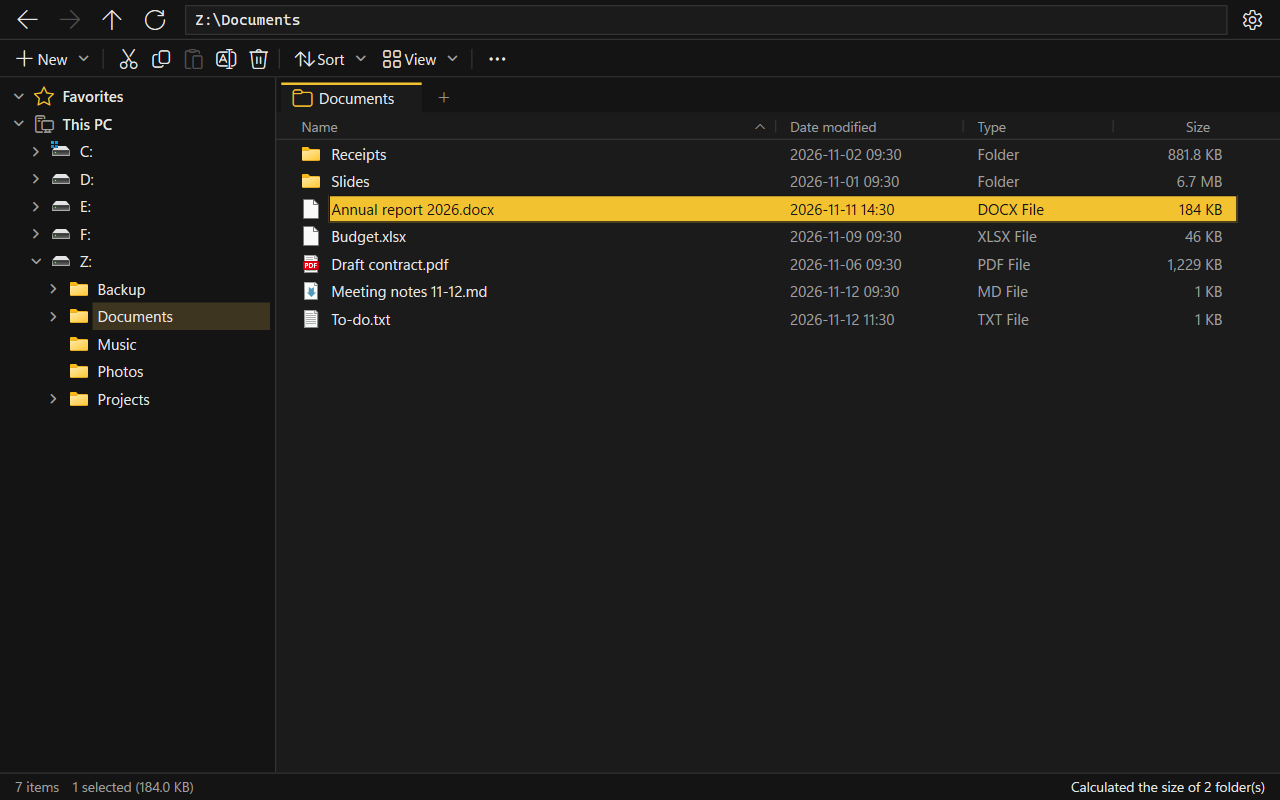 Z:\Documents
New
Sort
View
Favorites
This PC
C:
D:
E:
F:
Z:
Backup
Documents
Music
Photos
Projects
Documents
Name Date modified Type Size
Receipts 2026-11-02 09:30 Folder 881.8 KB
Slides 2026-11-01 09:30 Folder 6.7 MB
Annual report 2026.docx 2026-11-11 14:30 DOCX File 184 KB
Budget.xlsx 2026-11-09 09:30 XLSX File 46 KB
PDF Draft contract.pdf 2026-11-06 09:30 PDF File 1,229 KB
Meeting notes 11-12.md 2026-11-12 09:30 MD File 1 KB
To-do.txt 2026-11-12 11:30 TXT File 1 KB
7 items 1 selected (184.0 KB)
Calculated the size of 2 folder(s)